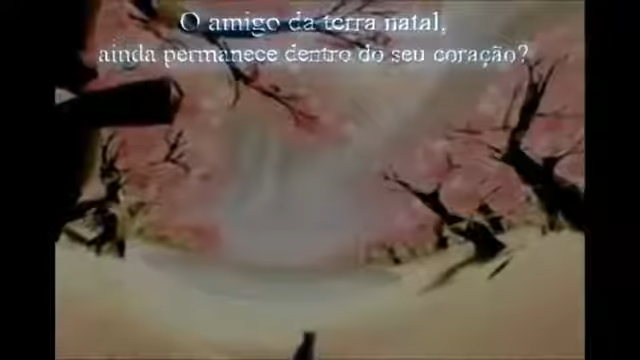 O amigo da terra natal,
ainda permanece dentro do seu coração?